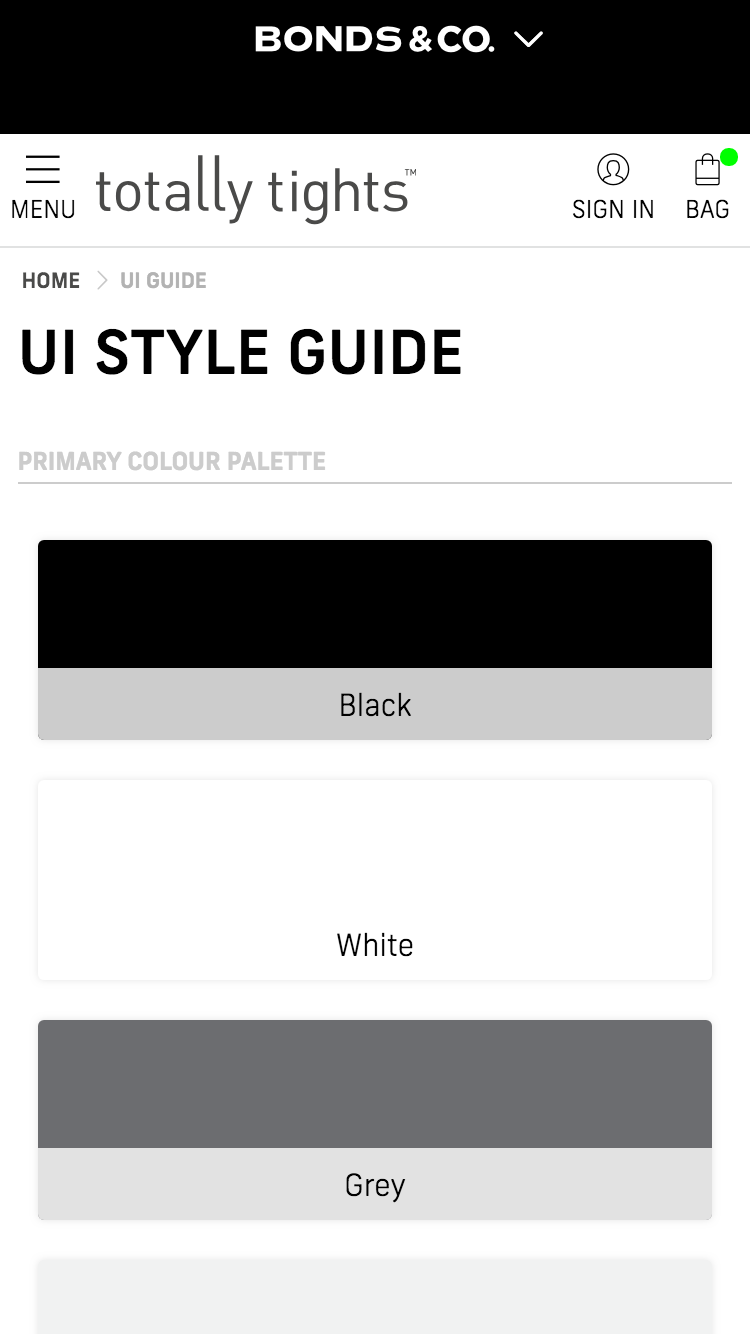 BONDS & CO.
MENU
totally tights™
SIGN IN
BAG
HOME UI GUIDE
UI STYLE GUIDE
PRIMARY COLOUR PALETTE
Black
White
Grey